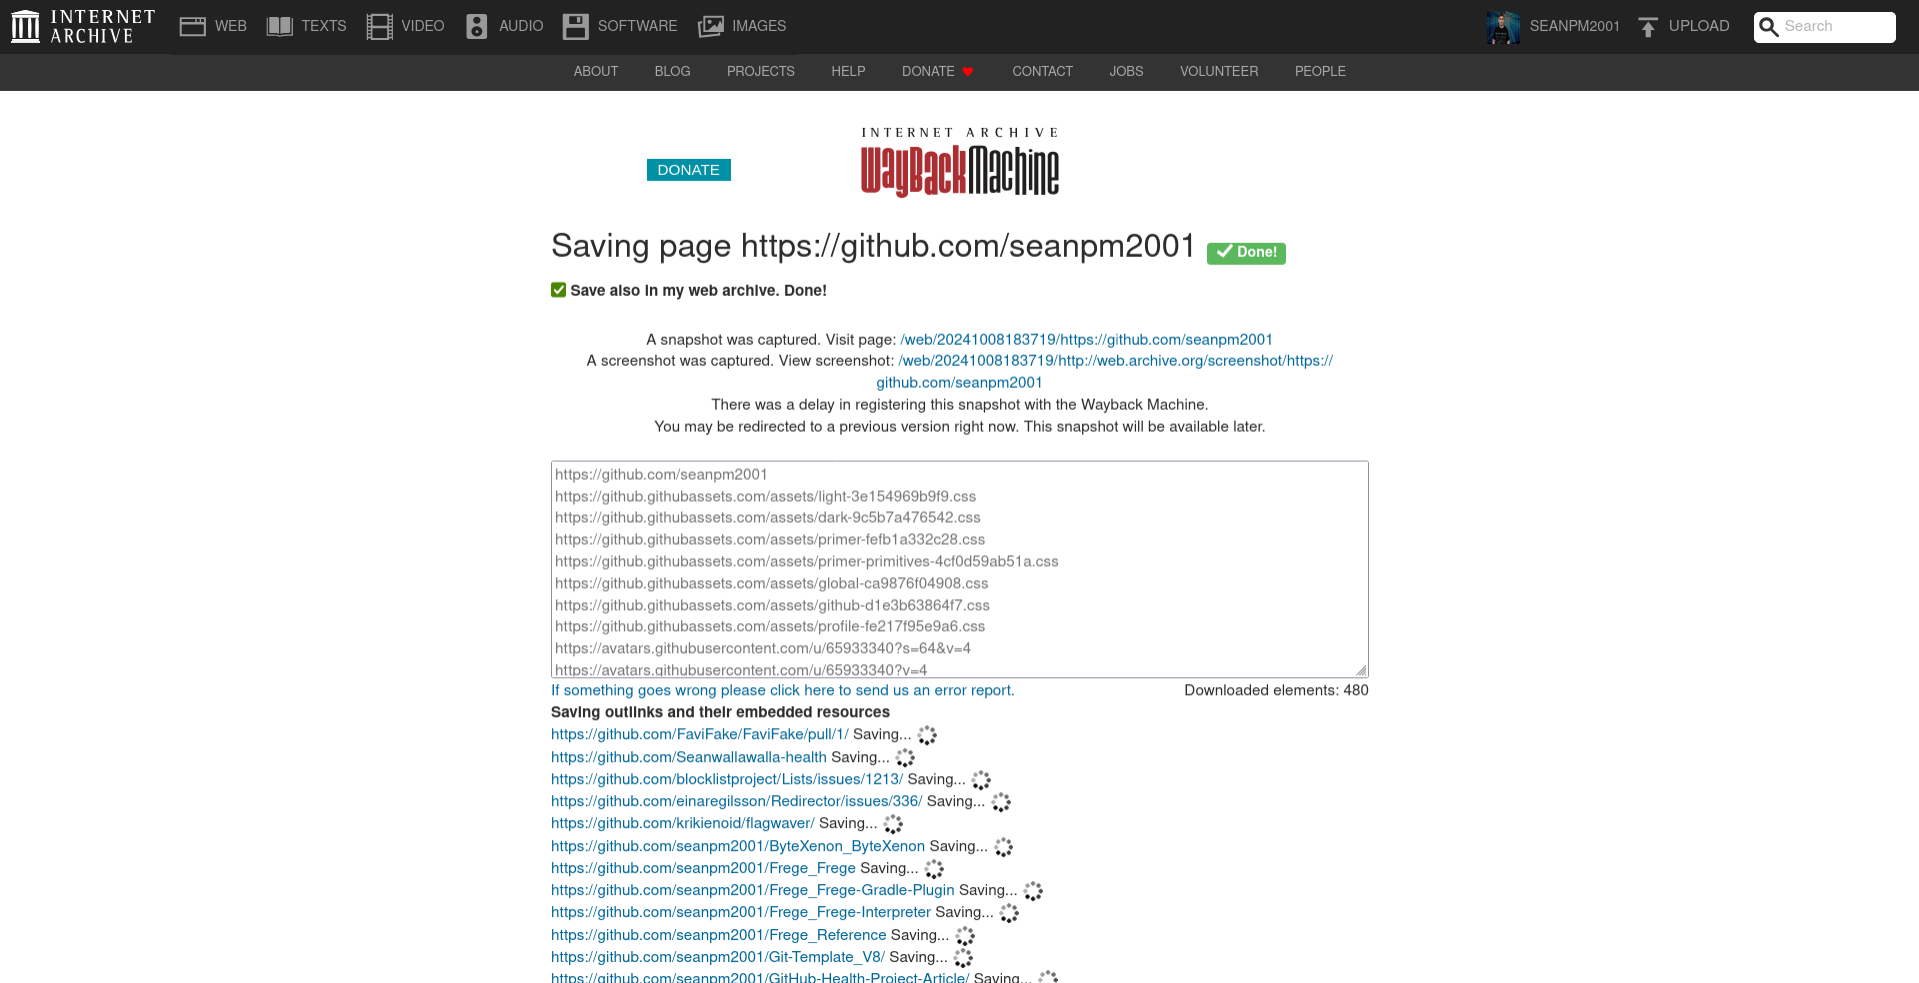 INTERNET ARCHIVE
WEB TEXTS VIDEO AUDIO SOFTWARE IMAGES SEANPM2001 UPLOAD Search
ABOUT BLOG PROJECTS HELP DONATE CONTACT JOBS VOLUNTEER PEOPLE
INTERNET ARCHIVE
WayBackMachine
DONATE
Saving page https://github.com/seanpm2001 Done!
Save also in my web archive. Done!
A snapshot was captured. Visit page: /web/20241008183719/https://github.com/seanpm2001
A screenshot was captured. View screenshot: /web/20241008183719/http://web.archive.org/screenshot/https://
github.com/seanpm2001
There was a delay in registering this snapshot with the Wayback Machine.
You may be redirected to a previous version right now. This snapshot will be available later.
https://github.com/seanpm2001
https://github.githubassets.com/assets/light-3e154969b9f9.css
https://github.githubassets.com/assets/dark-9c5b7a476542.css
https://github.githubassets.com/assets/primer-fefb1a332c28.css
https://github.githubassets.com/assets/primer-primitives-4cf0d59ab51a.css
https://github.githubassets.com/assets/global-ca9876f04908.css
https://github.githubassets.com/assets/github-d1e3b63864f7.css
https://github.githubassets.com/assets/profile-fe217f95e9a6.css
https://avatars.githubusercontent.com/u/65933340?s=64&v=4
https://avatars.githubusercontent.com/u/65933340?v=4
If something goes wrong please click here to send us an error report. Downloaded elements: 480
Saving outlinks and their embedded resources
https://github.com/FaviFake/FaviFake/pull/1/ Saving...
https://github.com/Seanwallawalla-health Saving...
https://github.com/blocklistproject/Lists/issues/1213/ Saving...
https://github.com/einaregilsson/Redirector/issues/336/ Saving...
https://github.com/krikienoid/flagwaver/ Saving...
https://github.com/seanpm2001/ByteXenon_ByteXenon Saving...
https://github.com/seanpm2001/Frege_Frege Saving...
https://github.com/seanpm2001/Frege_Frege-Gradle-Plugin Saving...
https://github.com/seanpm2001/Frege_Frege-Interpreter Saving...
https://github.com/seanpm2001/Frege_Reference Saving...
https://github.com/seanpm2001/Git-Template_V8/ Saving...
https://github.com/seanpm2001/GitHub-Health-Project-Article/ Saving...